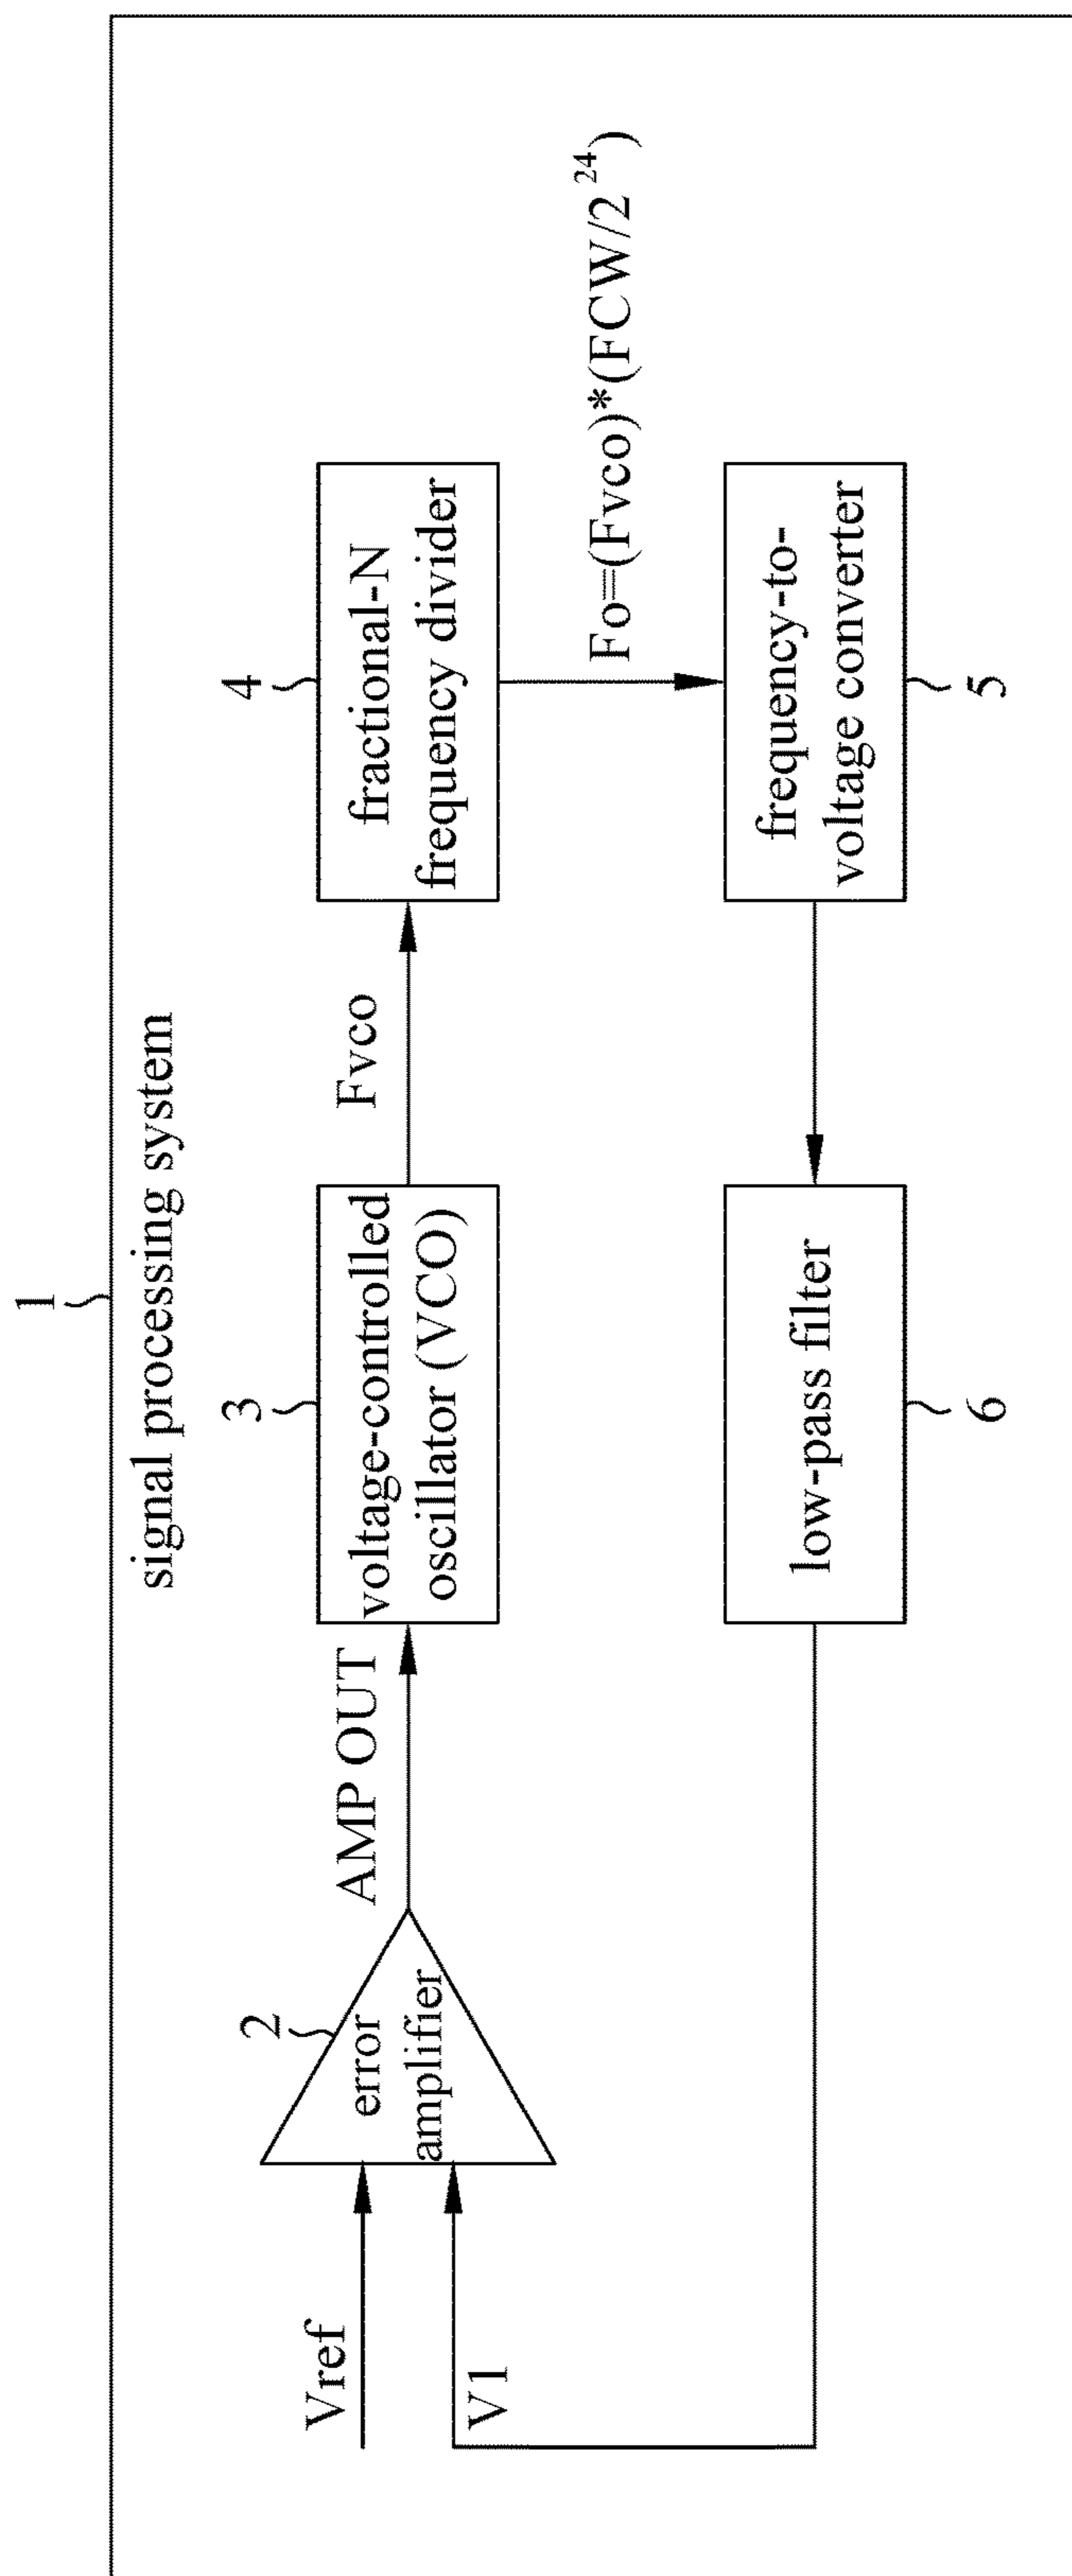 1
signal processing system
2
error
amplifier
Vref
V1
AMP OUT
3
voltage-controlled
oscillator (VCO)
Fvco
4
fractional-N
frequency divider
Fo=(Fvco)*(FCW/2^24)
frequency-to-
voltage converter
5
low-pass filter
6